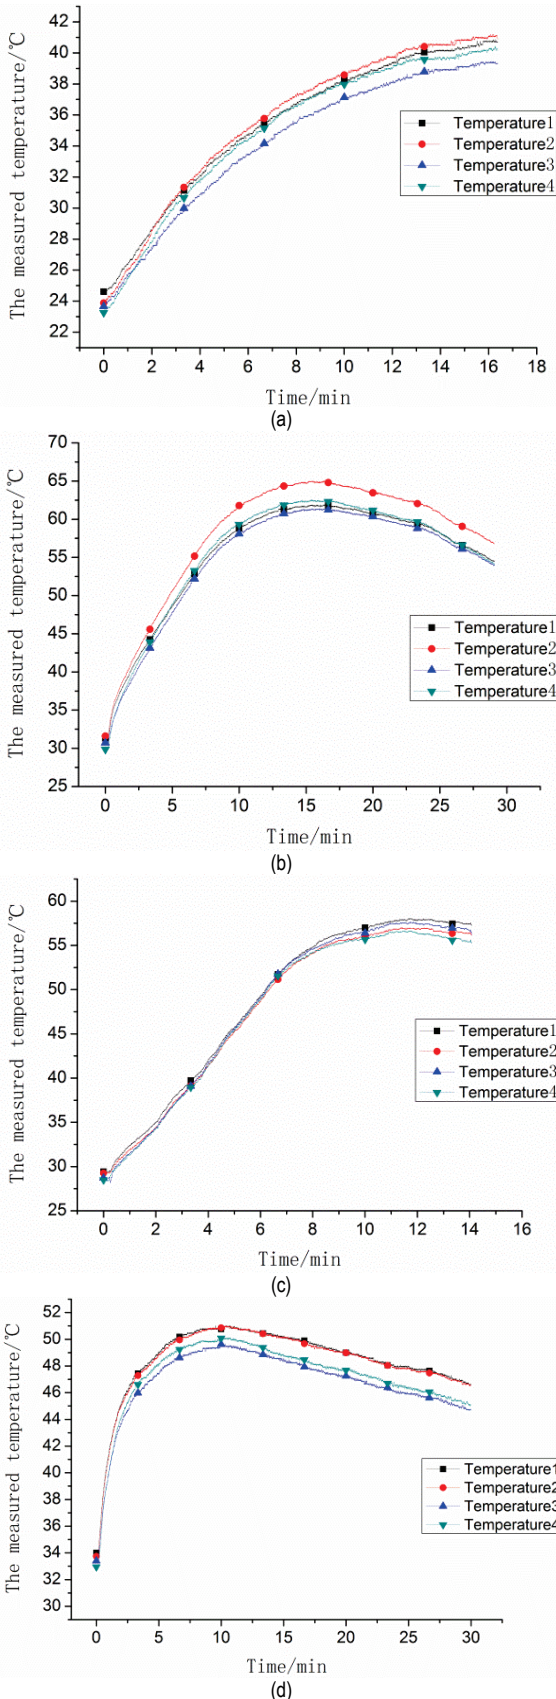 The measured temperature/℃
42
40
38
36
34
32
30
28
26
24
22
0 2 4 6 8 10 12 14 16 18
Time/min
Temperature1
Temperature2
Temperature3
Temperature4
(a)
The measured temperature/℃
70
65
60
55
50
45
40
35
30
25
0 5 10 15 20 25 30
Time/min
Temperature1
Temperature2
Temperature3
Temperature4
(b)
The measured temperature/℃
60
55
50
45
40
35
30
25
0 2 4 6 8 10 12 14 16
Time/min
Temperature1
Temperature2
Temperature3
Temperature4
(c)
The measured temperature/℃
52
50
48
46
44
42
40
38
36
34
32
30
0 5 10 15 20 25 30
Time/min
Temperature1
Temperature2
Temperature3
Temperature4
(d)